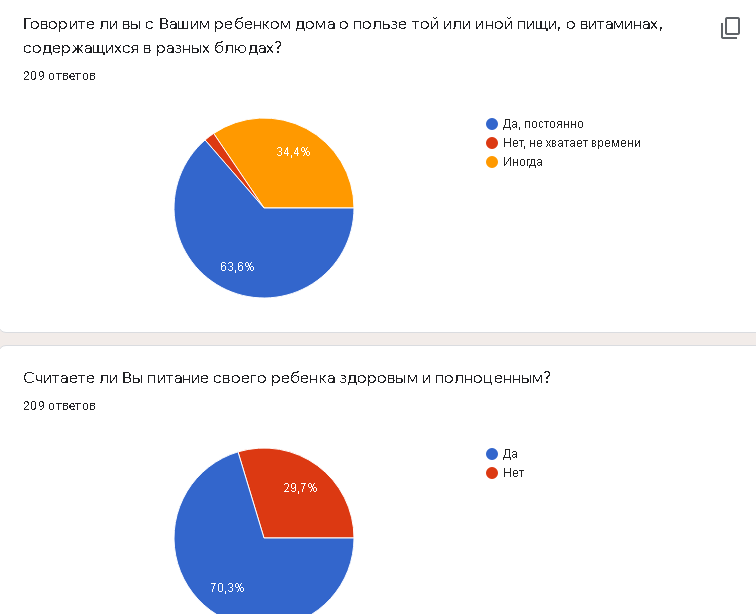 Говорите ли вы с Вашим ребенком дома о пользе той или иной пищи, о витаминах,
содержащихся в разных блюдах?
209 ответов
Да, постоянно
Нет, не хватает времени
Иногда
34,4%
63,6%
Считаете ли Вы питание своего ребенка здоровым и полноценным?
209 ответов
Да
Нет
29,7%
70,3%